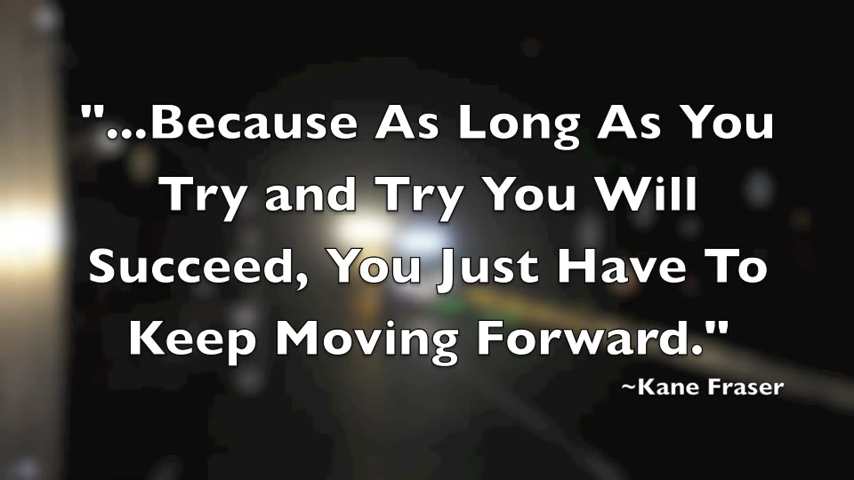 "...Because As Long As You
Try and Try You Will
Succeed, You Just Have To
Keep Moving Forward."
~Kane Fraser